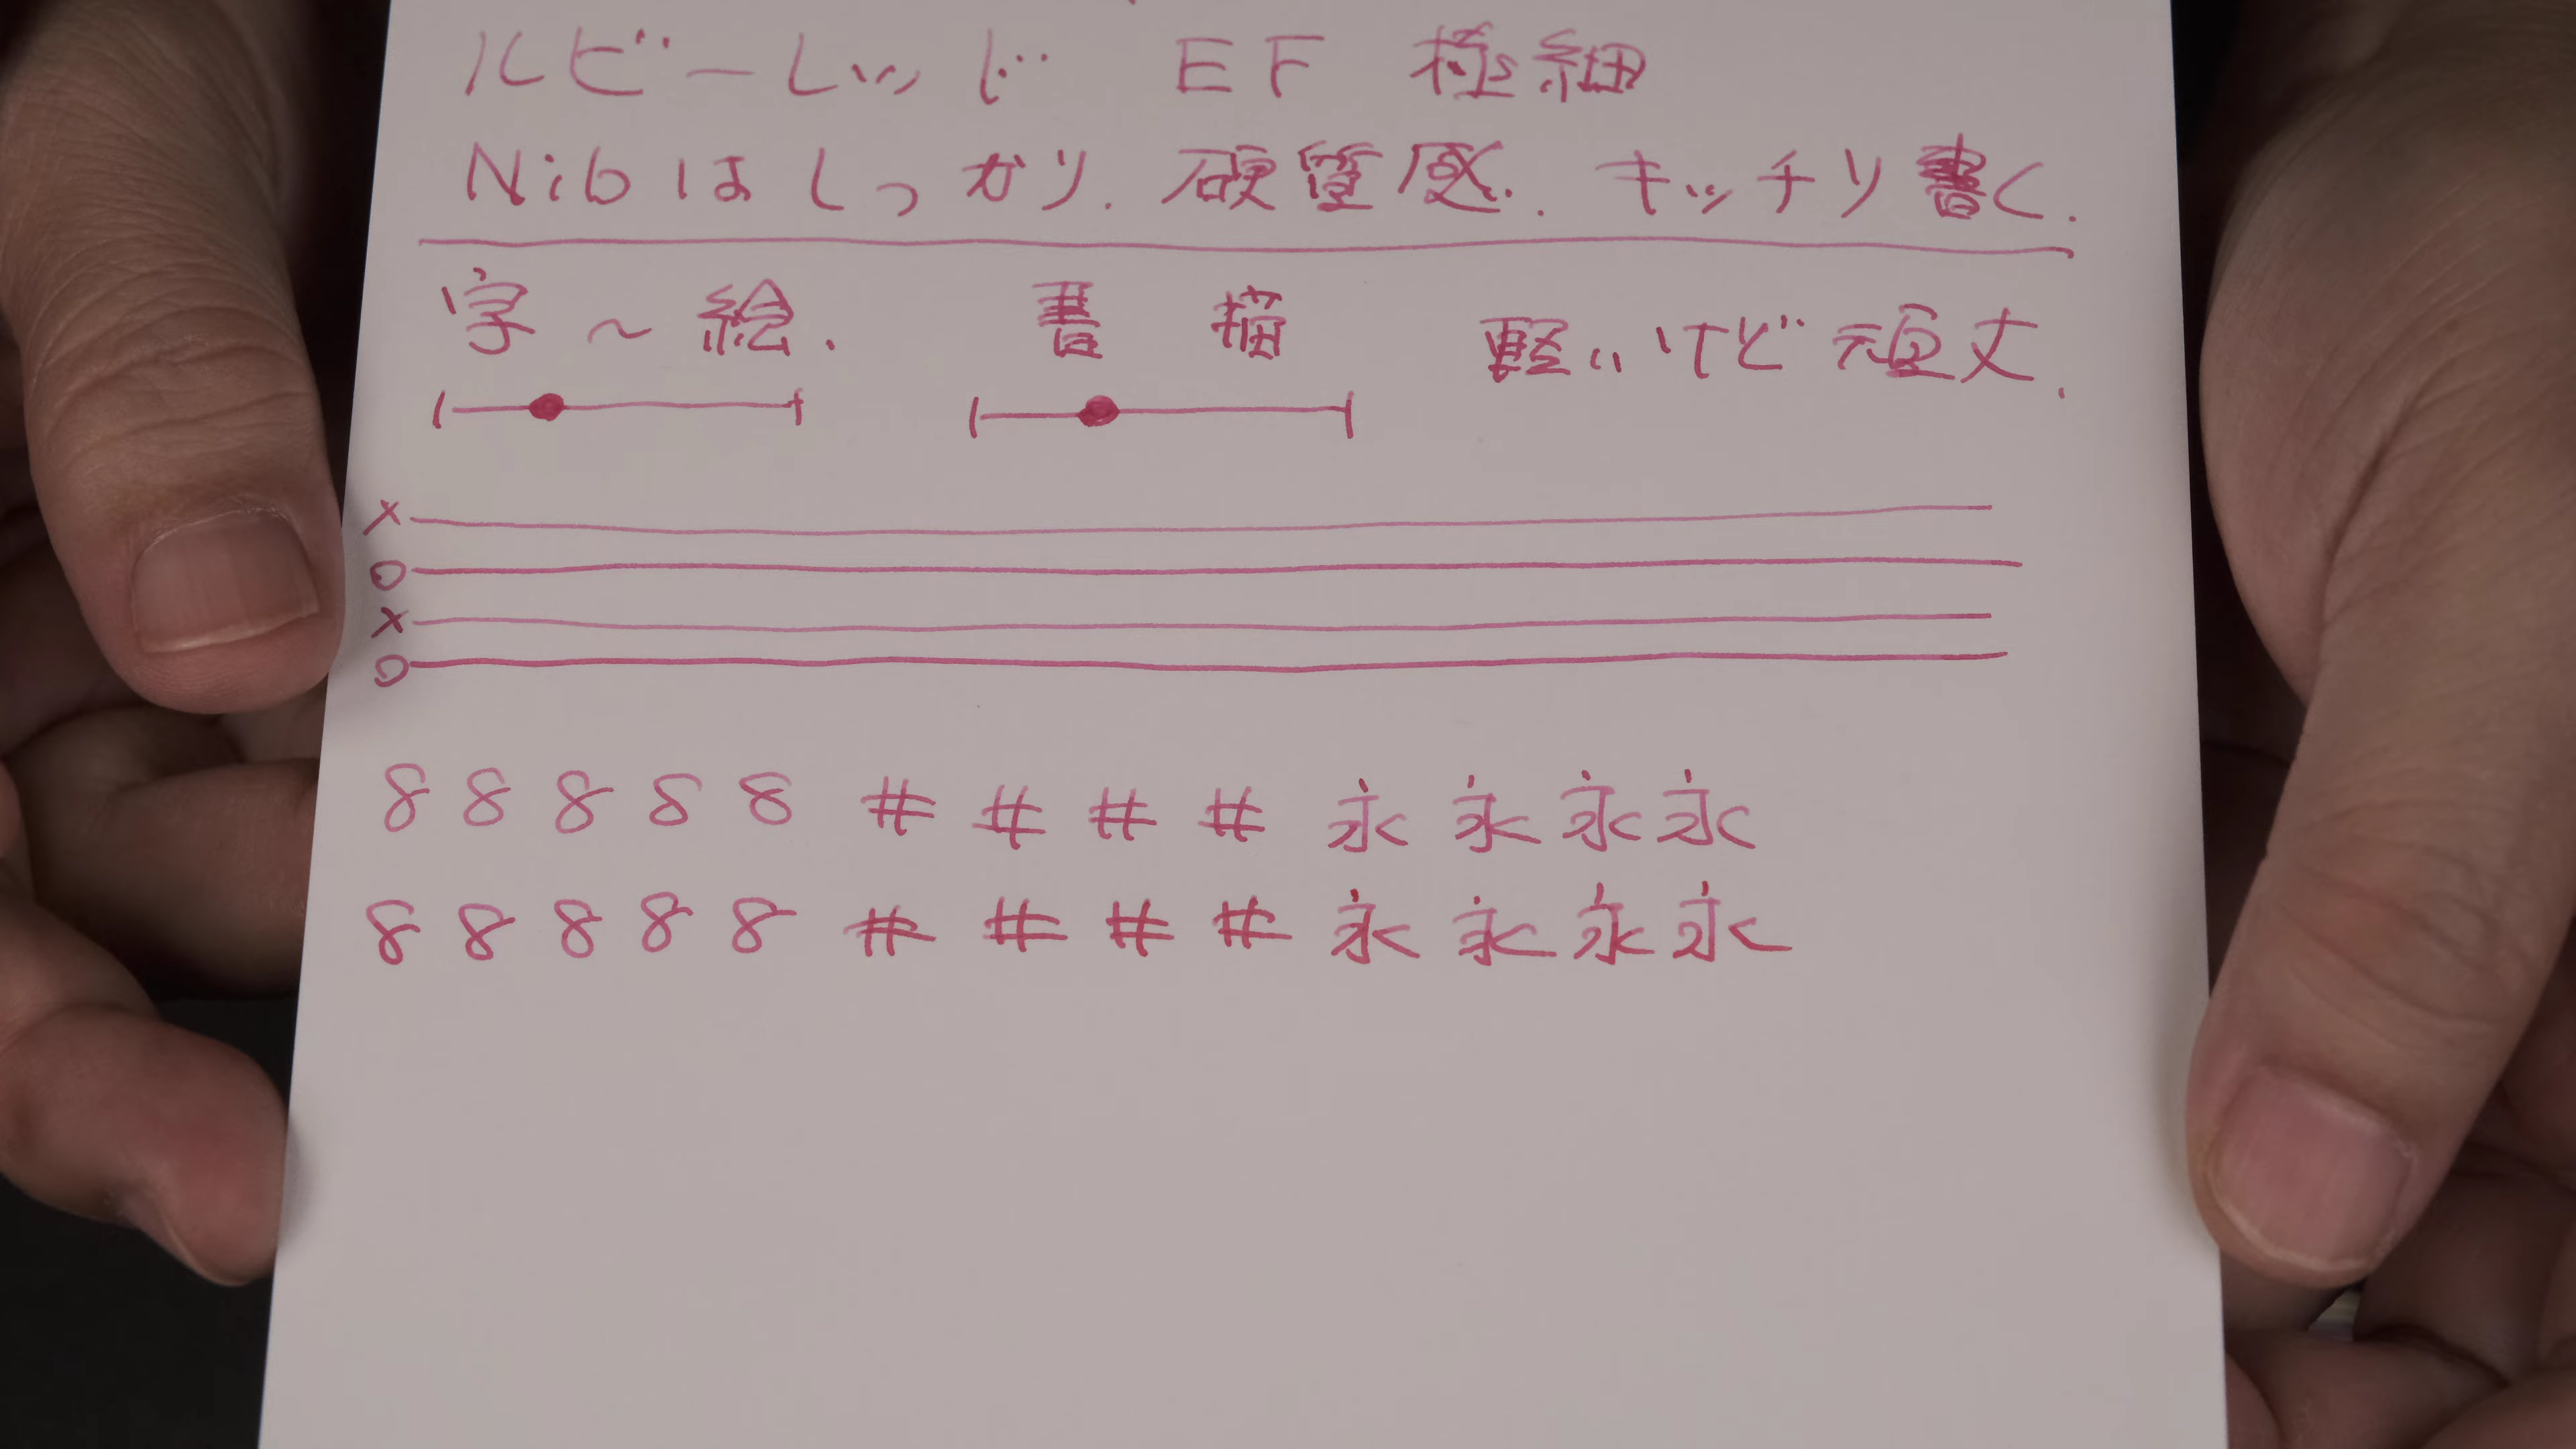 ルビーレッド EF 極細
Nibはしっかり. 硬質感. キッチリ書く.
字～絵. 書 描 軽いけど頑丈.
x
o
x
o
8 8 8 8 8 # # # # 永 永 永 永
8 8 8 8 8 # # # # 永 永 永 永